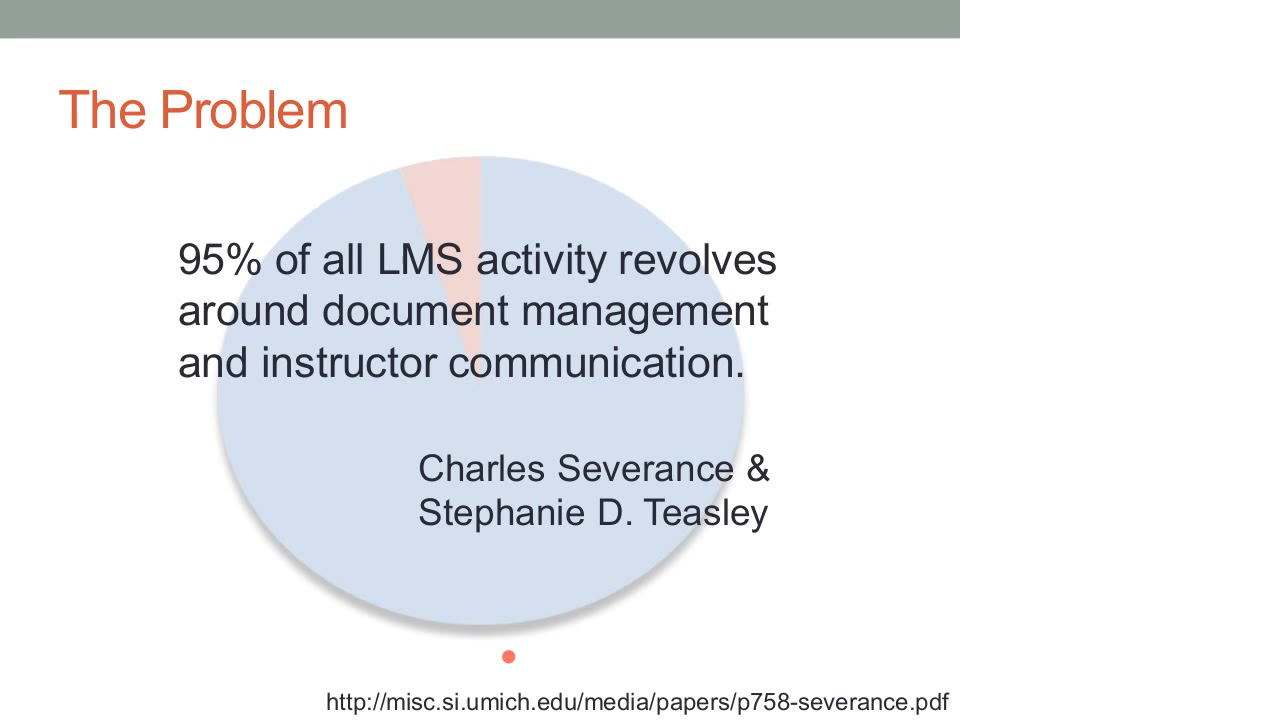 The Problem
95% of all LMS activity revolves
around document management
and instructor communication.
Charles Severance &
Stephanie D. Teasley
http://misc.si.umich.edu/media/papers/p758-severance.pdf